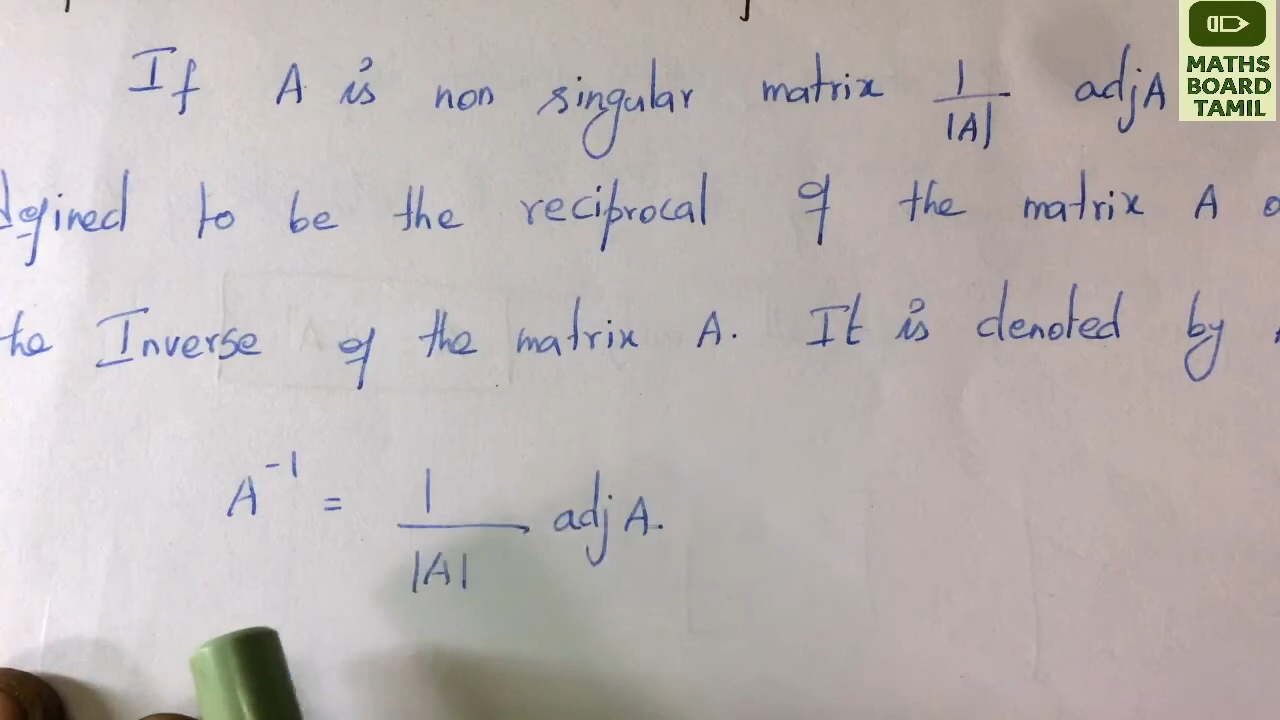 If A is non singular matrix 1/|A| adjA
defined to be the reciprocal of the matrix A
the Inverse of the matrix A. It is denoted by
A⁻¹ = 1/|A| adj A.
MATHS
BOARD
TAMIL